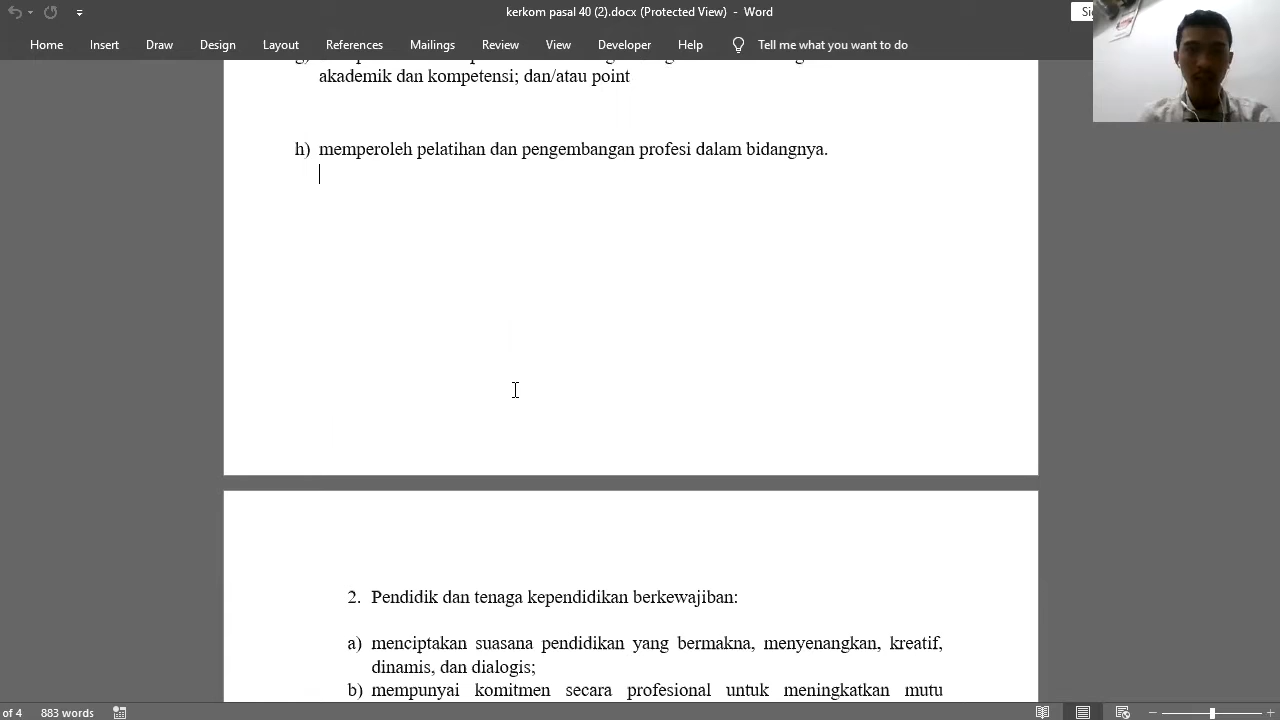 kerkom pasal 40 (2).docx (Protected View) - Word
Home Insert Draw Design Layout References Mailings Review View Developer Help Tell me what you want to do
akademik dan kompetensi; dan/atau point
h) memperoleh pelatihan dan pengembangan profesi dalam bidangnya.
2. Pendidik dan tenaga kependidikan berkewajiban:
a) menciptakan suasana pendidikan yang bermakna, menyenangkan, kreatif,
dinamis, dan dialogis;
b) mempunyai komitmen secara profesional untuk meningkatkan mutu
of 4 883 words